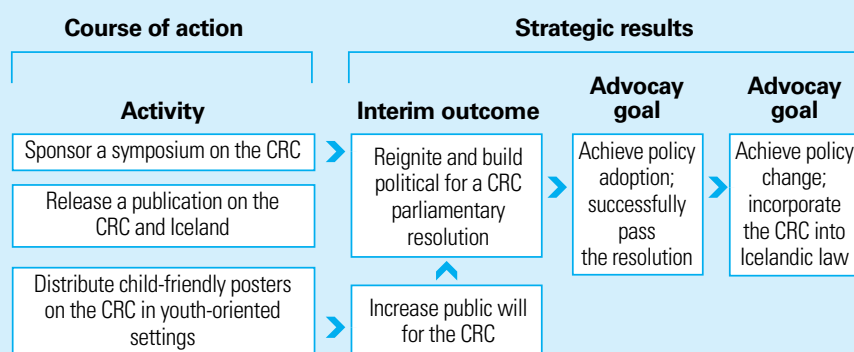 Course of action
Strategic results
Activity
Interim outcome
Advocay
goal
Advocay
goal
Sponsor a symposium on the CRC
Release a publication on the
CRC and Iceland
Distribute child-friendly posters
on the CRC in youth-oriented
settings
Reignite and build
political for a CRC
parliamentary
resolution
Increase public will
for the CRC
Achieve policy
adoption;
successfully
pass
the resolution
Achieve policy
change;
incorporate
the CRC into
Icelandic law